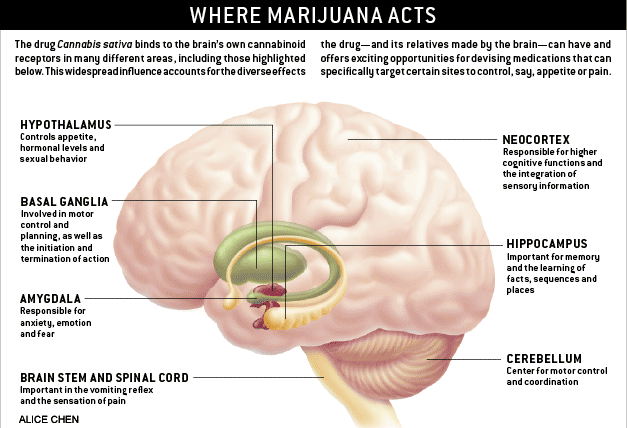 WHERE MARIJUANA ACTS
The drug Cannabis sativa binds to the brain's own cannabinoid
receptors in many different areas, including those highlighted
below. This widespread influence accounts for the diverse effects
the drug—and its relatives made by the brain—can have and
offers exciting opportunities for devising medications that can
specifically target certain sites to control, say, appetite or pain.
HYPOTHALAMUS
Controls appetite,
hormonal levels and
sexual behavior
BASAL GANGLIA
Involved in motor
control and
planning, as well as
the initiation and
termination of action
AMYGDALA
Responsible for
anxiety, emotion
and fear
BRAIN STEM AND SPINAL CORD
Important in the vomiting reflex
and the sensation of pain
NEOCORTEX
Responsible for higher
cognitive functions and
the integration of
sensory information
HIPPOCAMPUS
Important for memory
and the learning of
facts, sequences and
places
CEREBELLUM
Center for motor control
and coordination
ALICE CHEN